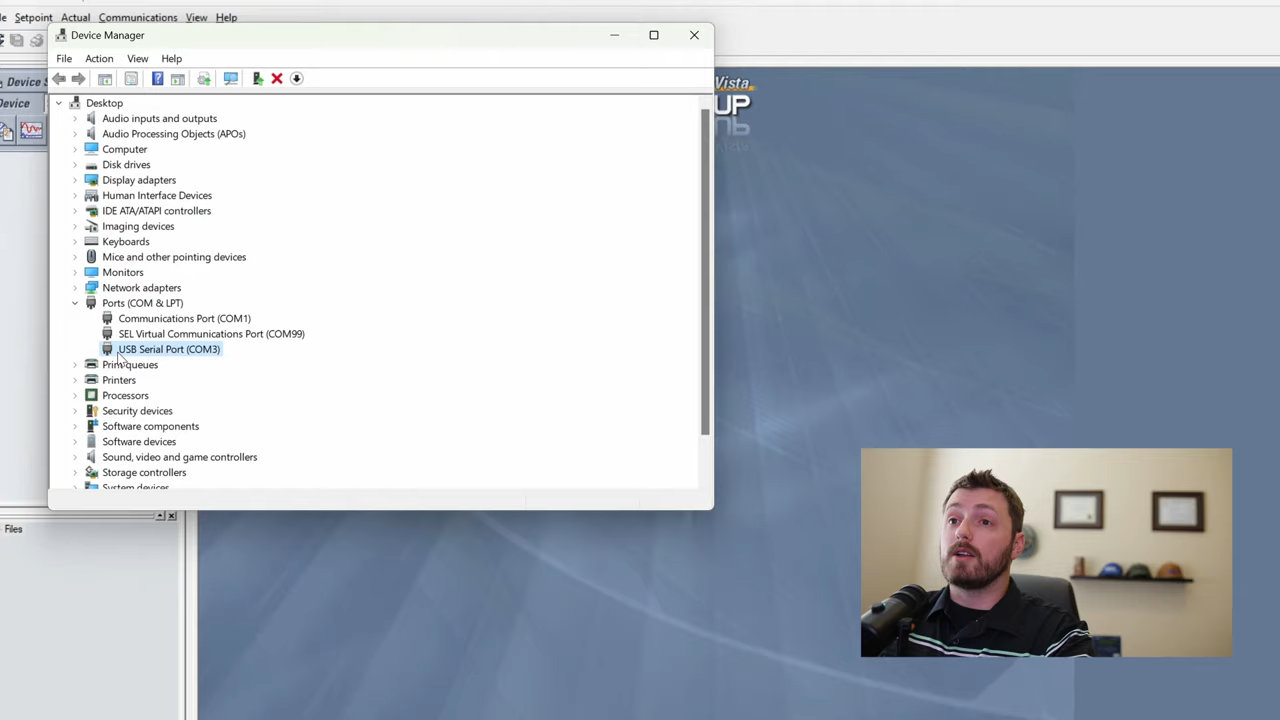 Setpoint Actual Communications View Help
Device Manager
File Action View Help
Device
Vista
Desktop
UP
Device
Audio inputs and outputs
Audio Processing Objects (APOs)
Computer
Disk drives
Display adapters
Human Interface Devices
IDE ATA/ATAPI controllers
Imaging devices
Keyboards
Mice and other pointing devices
Monitors
Network adapters
Ports (COM & LPT)
Communications Port (COM1)
SEL Virtual Communications Port (COM99)
USB Serial Port (COM3)
Print queues
Printers
Processors
Security devices
Software components
Software devices
Sound, video and game controllers
Storage controllers
System devices
Files